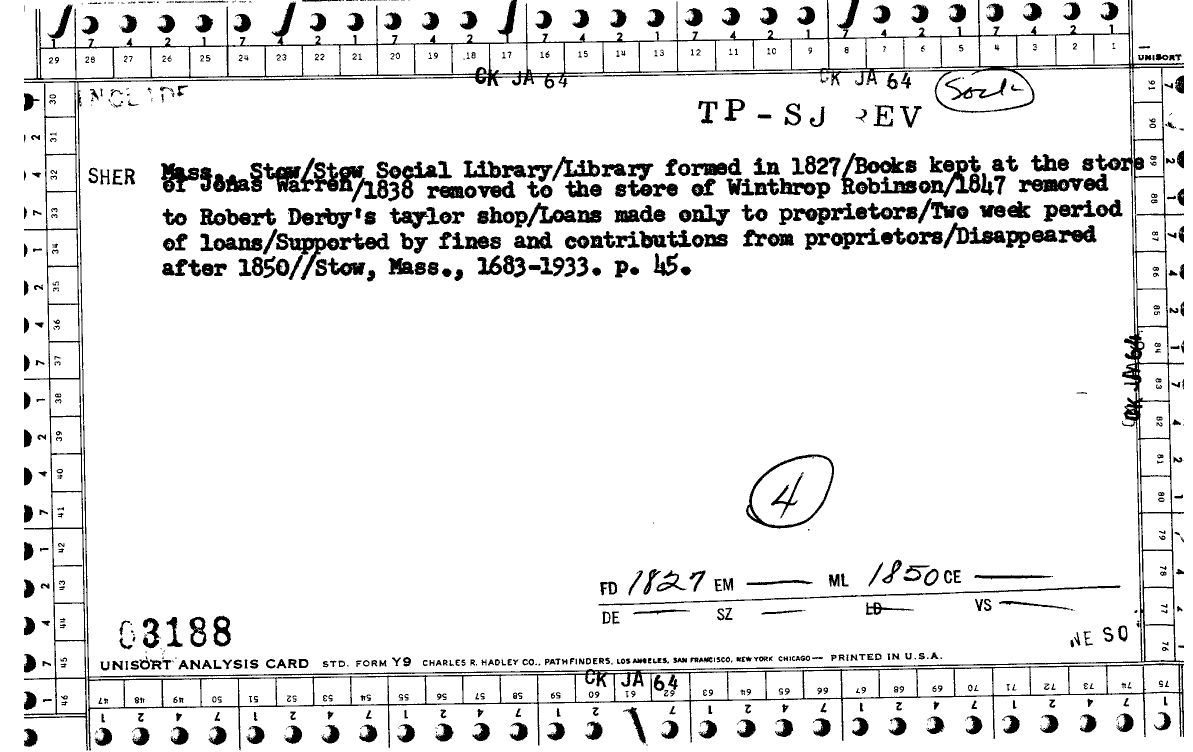 7 4 2 1 7 4 2 1 7 4 2 1 7 4 2 1 7 4 2 1 7 4 2 1
29 28 27 26 25 24 23 22 21 20 19 18 17 16 15 14 13 12 11 10 9 8 7 6 5 4 3 2 1
UNISORT
CK JA 64 CK JA 64
INCLUDE
TP-SJ REV
SHER Mass., Stow/Stow Social Library/Library formed in 1827/Books kept at the store
of Jonas Warren/1838 removed to the store of Winthrop Robinson/1847 removed
to Robert Derby's taylor shop/Loans made only to proprietors/Two week period
of loans/Supported by fines and contributions from proprietors/Disappeared
after 1850//Stow, Mass., 1683-1933. p. 45.
CK JA 64
4
FD 1827 EM — ML 1850 CE —
DE — SZ — LD VS —
03188
NE SO
UNISORT ANALYSIS CARD STD. FORM Y9 CHARLES R. HADLEY CO., PATHFINDERS, LOS ANGELES, SAN FRANCISCO, NEW YORK CHICAGO— PRINTED IN U.S.A.
CK JA 64
30 31 32 33 34 35 36 37 38 39 40 41 42 43 44 45 46
47 48 49 50 51 52 53 54 55 56 57 58 59 60 61 62 63 64 65 66 67 68 69 70 71 72 73 74 75
91 90 89 88 87 86 85 84 83 82 81 80 79 78 77 76